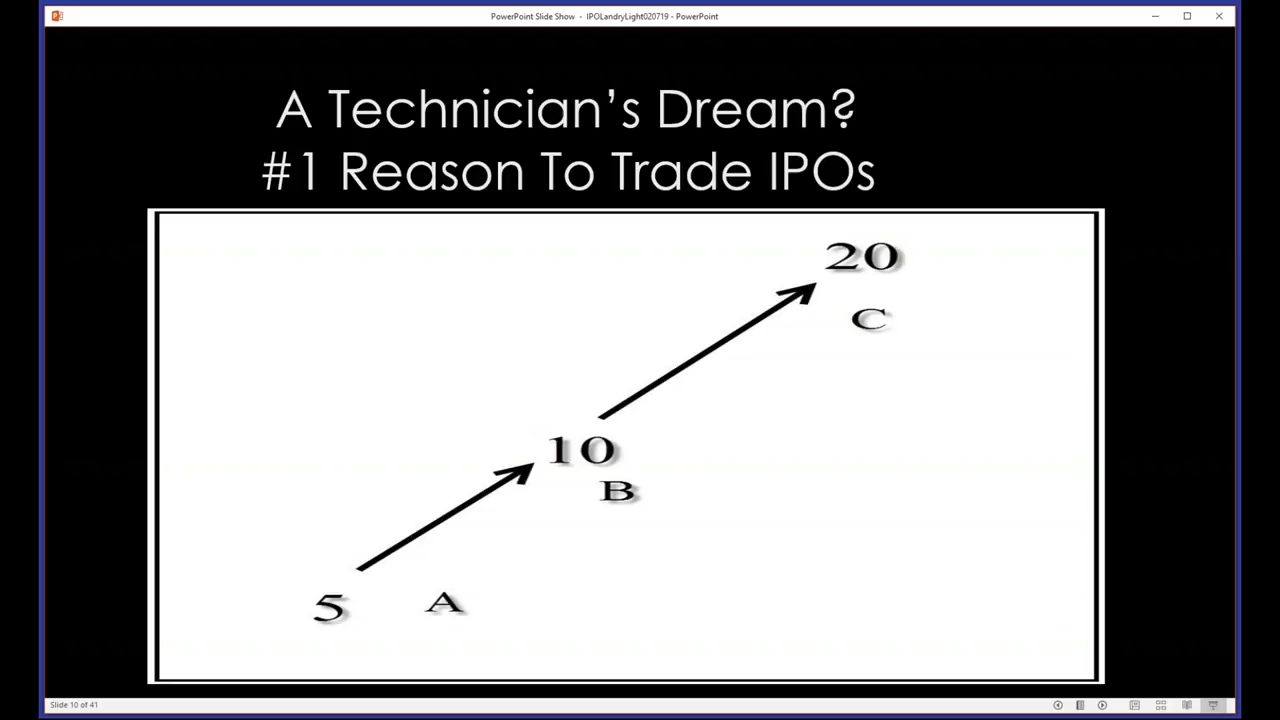 PowerPoint Slide Show - IPOLandryLight020719 - PowerPoint
A Technician's Dream?
#1 Reason To Trade IPOs
20
C
10
B
5 A
Slide 10 of 41